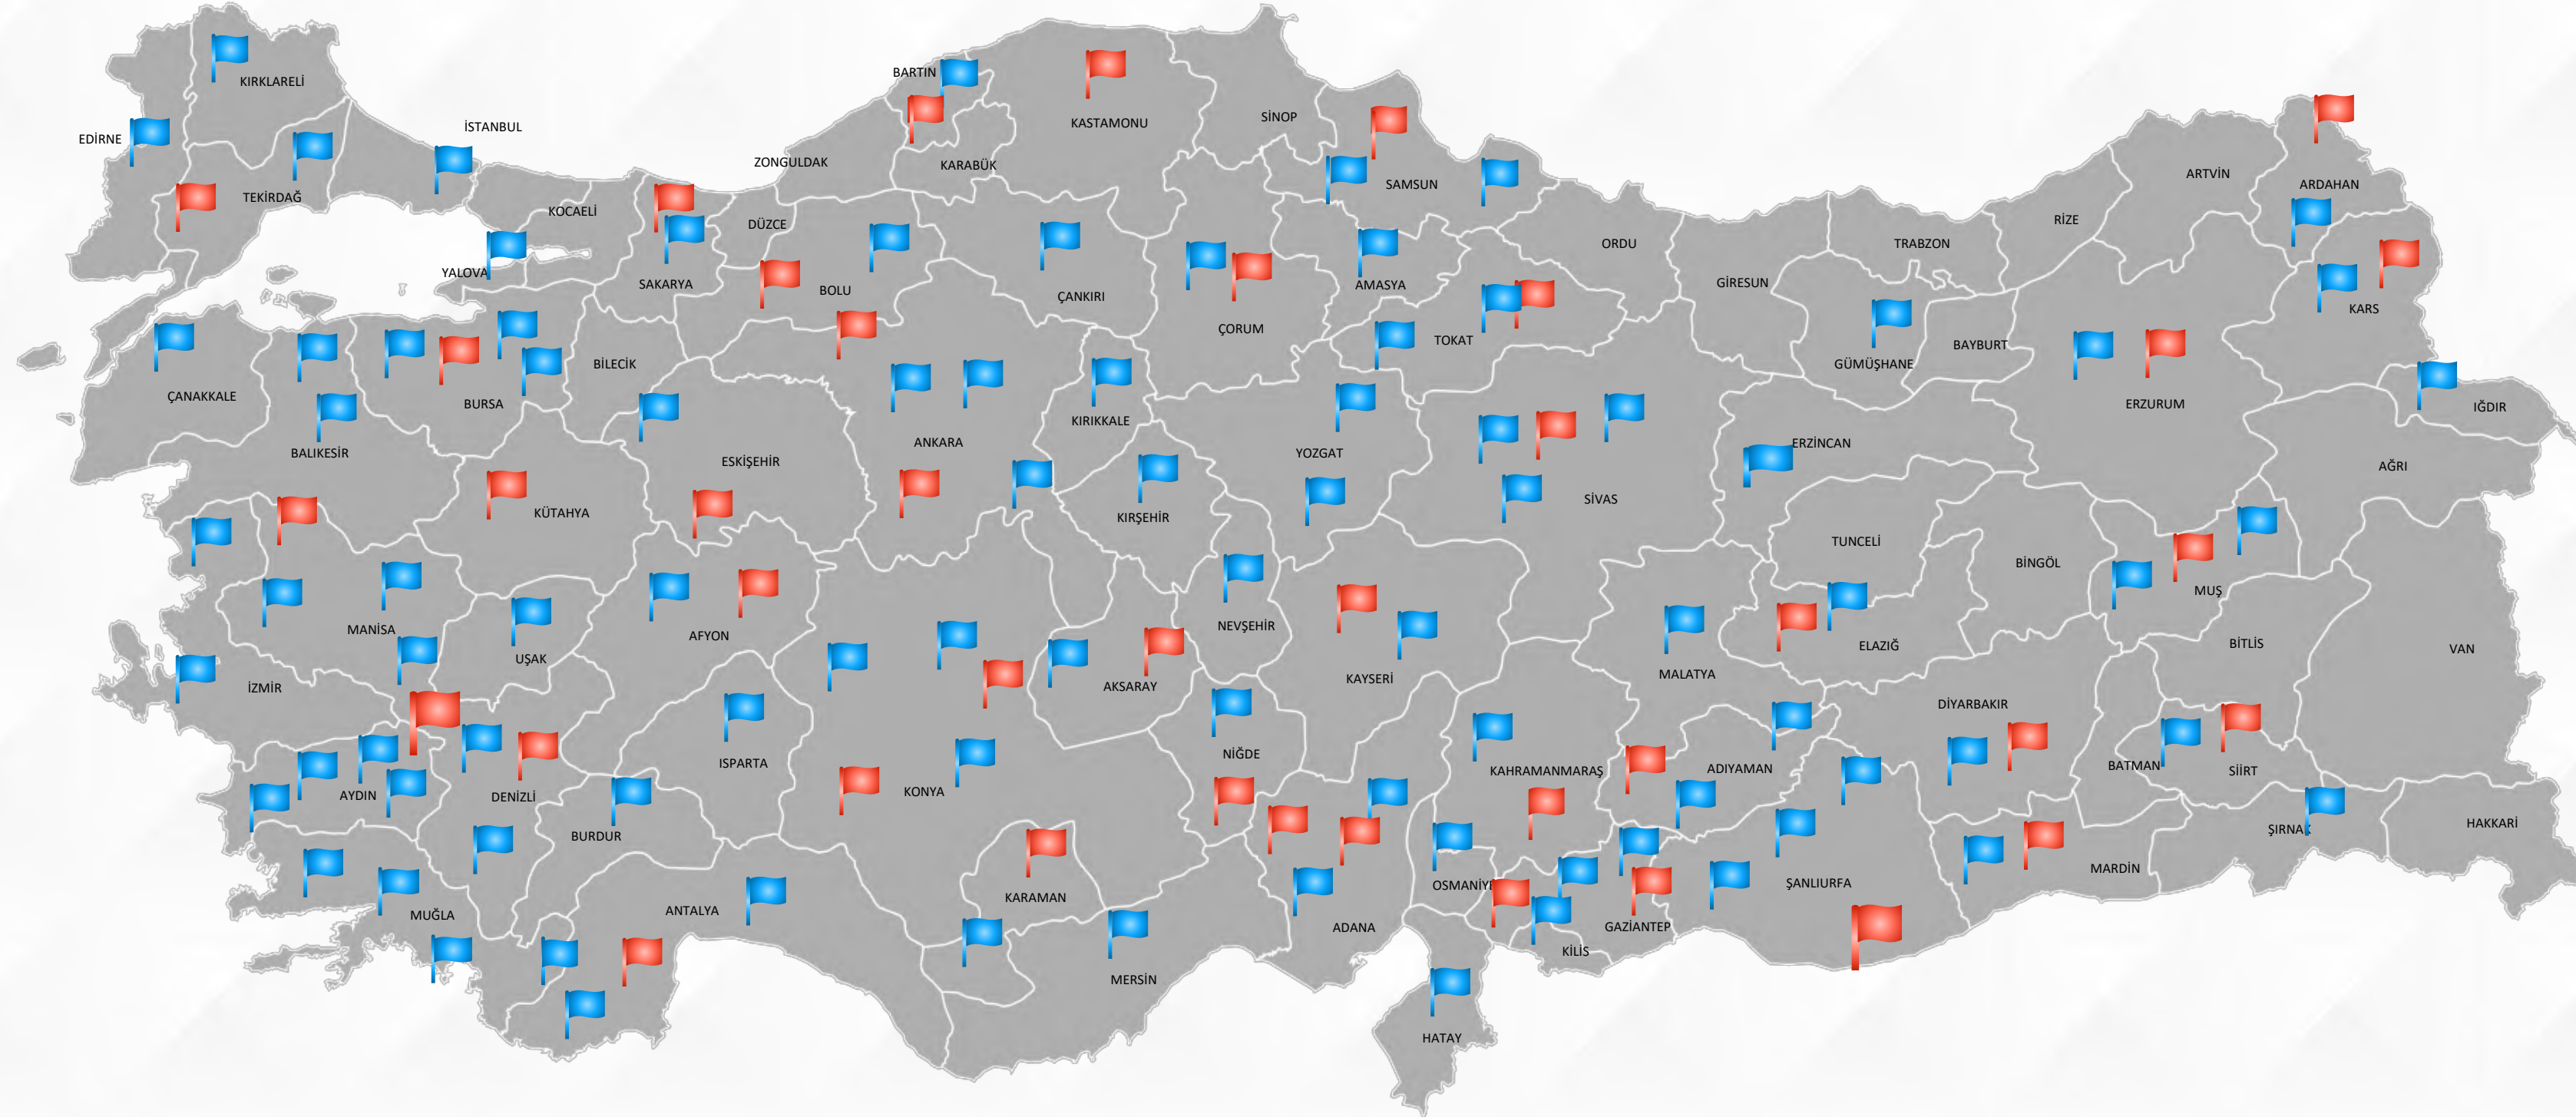 KIRKLARELİ
EDİRNE
İSTANBUL
TEKİRDAĞ
KOCAELİ
YALOVA
SAKARYA
DÜZCE
ZONGULDAK
BARTIN
KARABÜK
KASTAMONU
SİNOP
SAMSUN
ORDU
GİRESUN
TRABZON
RİZE
ARTVİN
ARDAHAN
KARS
IĞDIR
AĞRI
ERZURUM
BAYBURT
GÜMÜŞHANE
ERZİNCAN
TOKAT
AMASYA
ÇORUM
ÇANKIRI
BOLU
BİLECİK
BURSA
ÇANAKKALE
BALIKESİR
KÜTAHYA
ESKİŞEHİR
ANKARA
KIRIKKALE
KIRŞEHİR
YOZGAT
SİVAS
TUNCELİ
BİNGÖL
MUŞ
BİTLİS
VAN
HAKKARİ
ŞIRNAK
SİİRT
BATMAN
DİYARBAKIR
ELAZIĞ
MALATYA
KAYSERİ
NEVŞEHİR
AKSARAY
AFYON
UŞAK
MANİSA
İZMİR
AYDIN
DENİZLİ
ISPARTA
BURDUR
KONYA
NİĞDE
KAHRAMANMARAŞ
ADIYAMAN
MARDİN
ŞANLIURFA
GAZİANTEP
KİLİS
OSMANİYE
ADANA
KARAMAN
MERSİN
ANTALYA
MUĞLA
HATAY